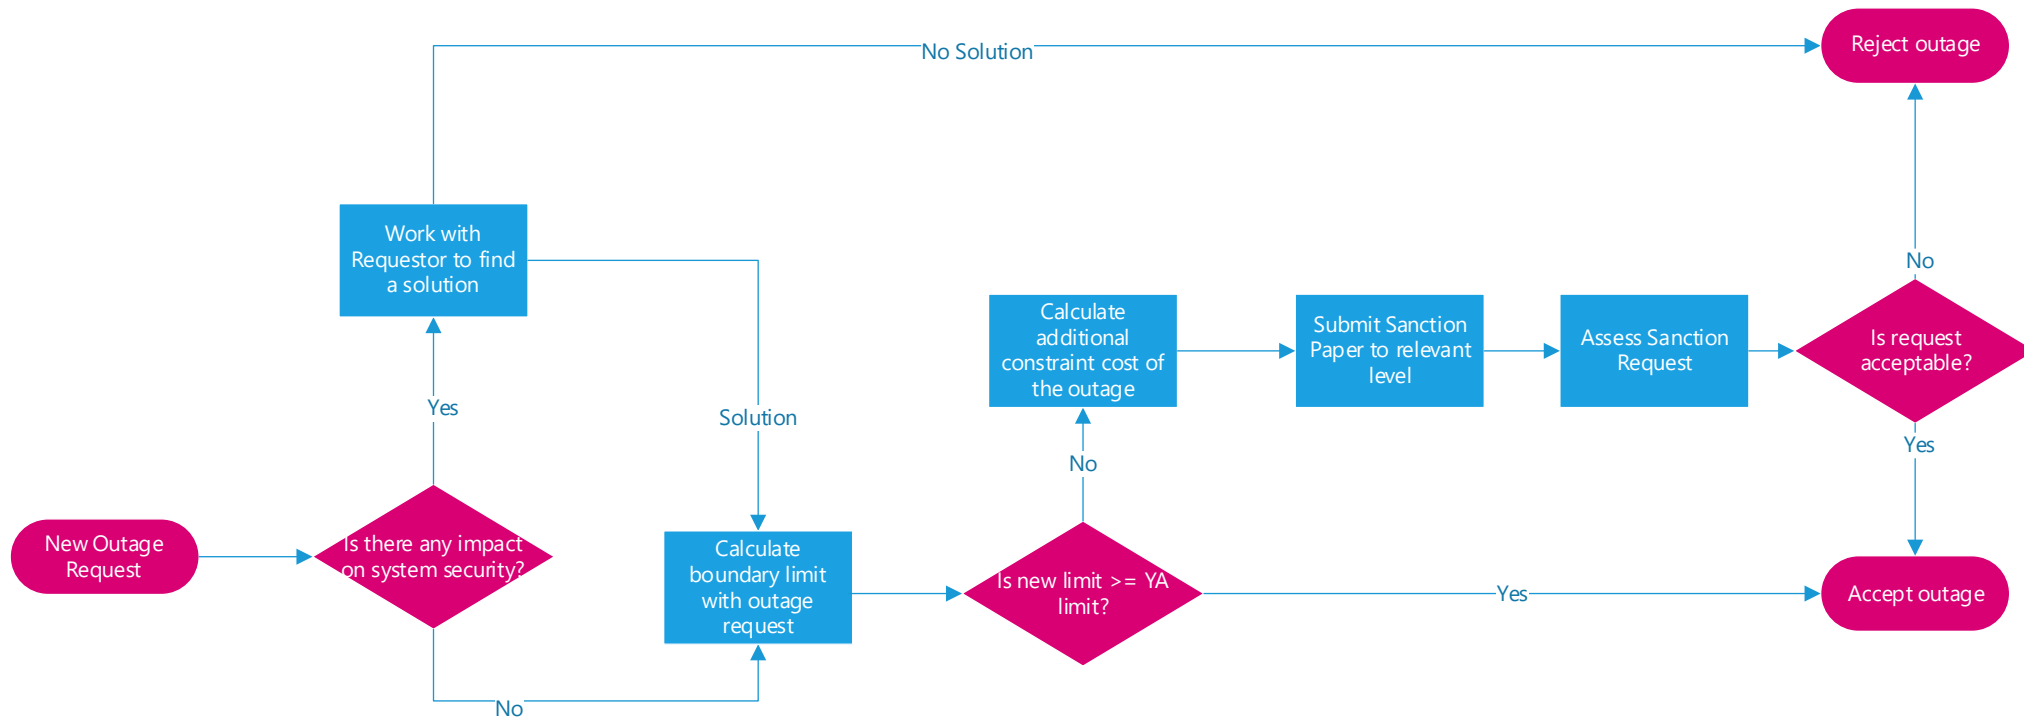 No Solution
Reject outage
Work with
Requestor to find
a solution
No
Calculate
additional
constraint cost of
the outage
Submit Sanction
Paper to relevant
level
Assess Sanction
Request
Is request
acceptable?
Yes
Solution
No
Yes
New Outage
Request
Is there any impact
on system security?
Calculate
boundary limit
with outage
request
Is new limit >= YA
limit?
Yes
Accept outage
No